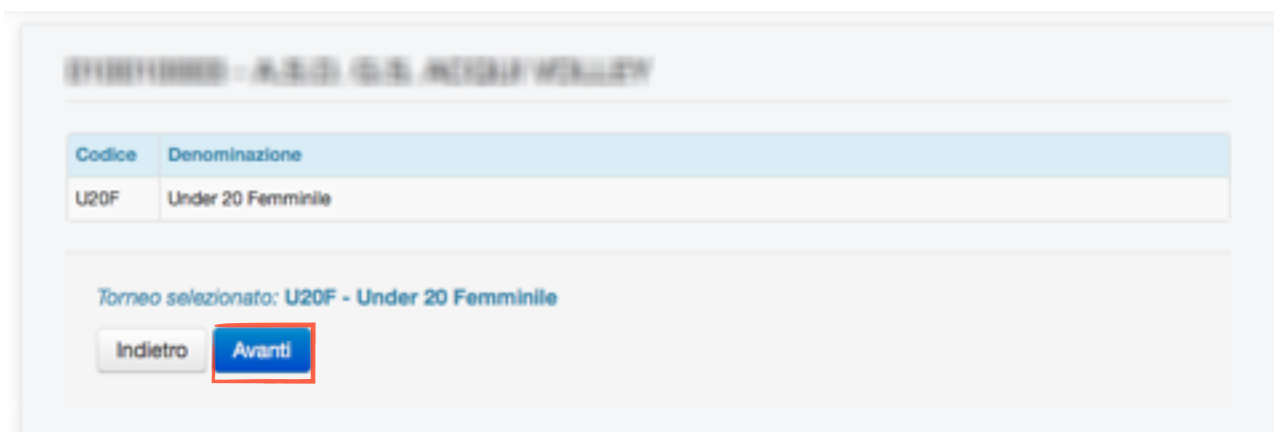 Codice Denominazione
U20F Under 20 Femminile
Torneo selezionato: U20F - Under 20 Femminile
Indietro Avanti